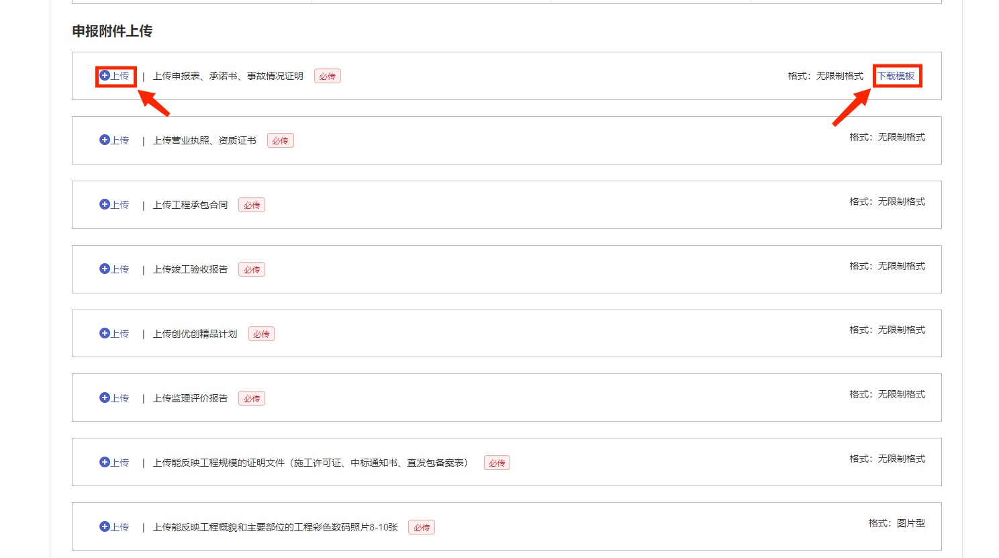 申报附件上传
上传 | 上传申报表、承诺书、事故情况证明 必传 格式：无限制格式 下载模板
上传 | 上传营业执照、资质证书 必传 格式：无限制格式
上传 | 上传工程承包合同 必传 格式：无限制格式
上传 | 上传竣工验收报告 必传 格式：无限制格式
上传 | 上传创优创精品计划 必传 格式：无限制格式
上传 | 上传监理评价报告 必传 格式：无限制格式
上传 | 上传能反映工程规模的证明文件（施工许可证、中标通知书、直发包备案表） 必传 格式：无限制格式
上传 | 上传能反映工程概貌和主要部位的工程彩色数码照片8-10张 必传 格式：图片型